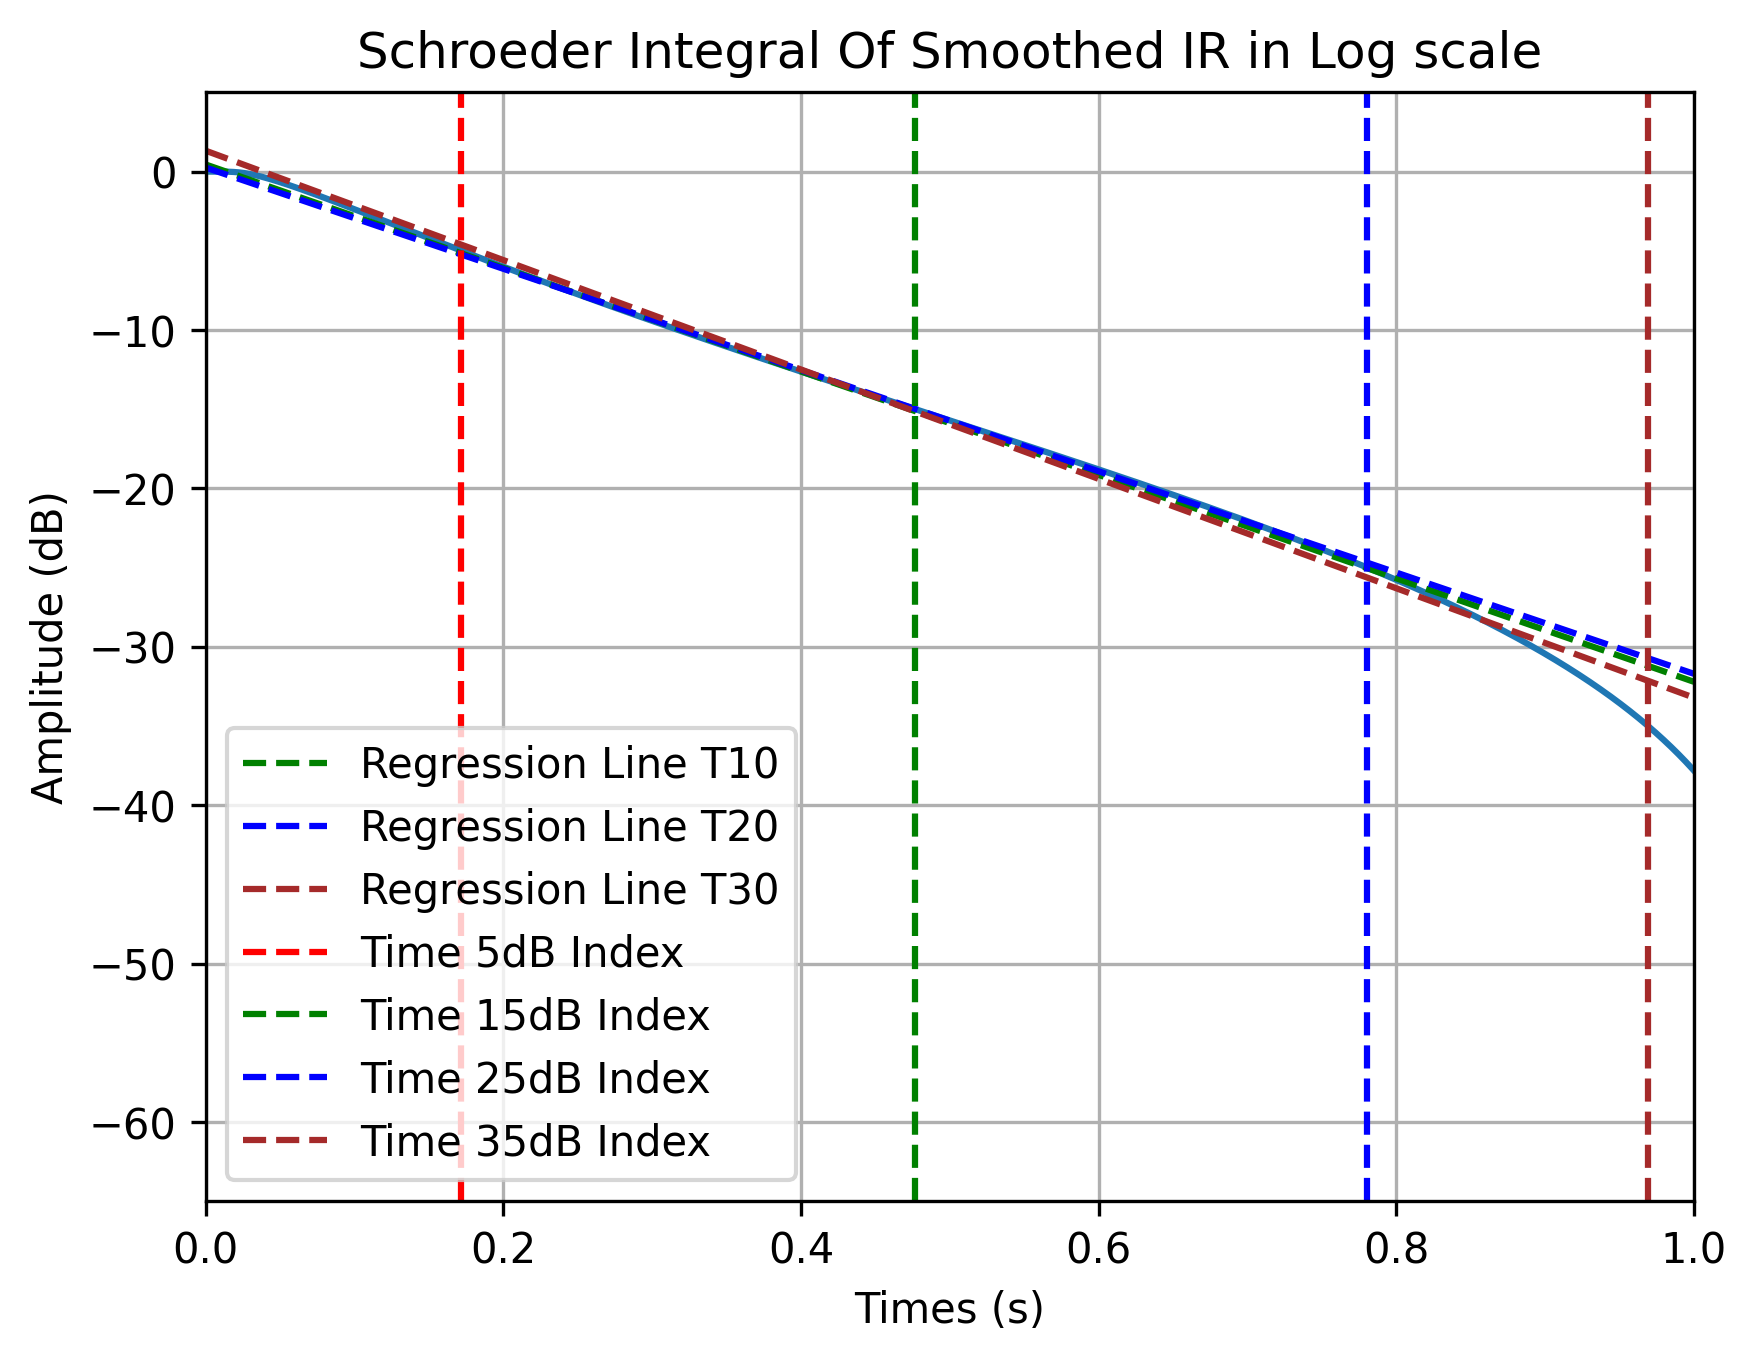 Schroeder Integral Of Smoothed IR in Log scale
Amplitude (dB)
0
−10
−20
−30
−40
−50
−60
Regression Line T10
Regression Line T20
Regression Line T30
Time 5dB Index
Time 15dB Index
Time 25dB Index
Time 35dB Index
0.0 0.2 0.4 0.6 0.8 1.0
Times (s)